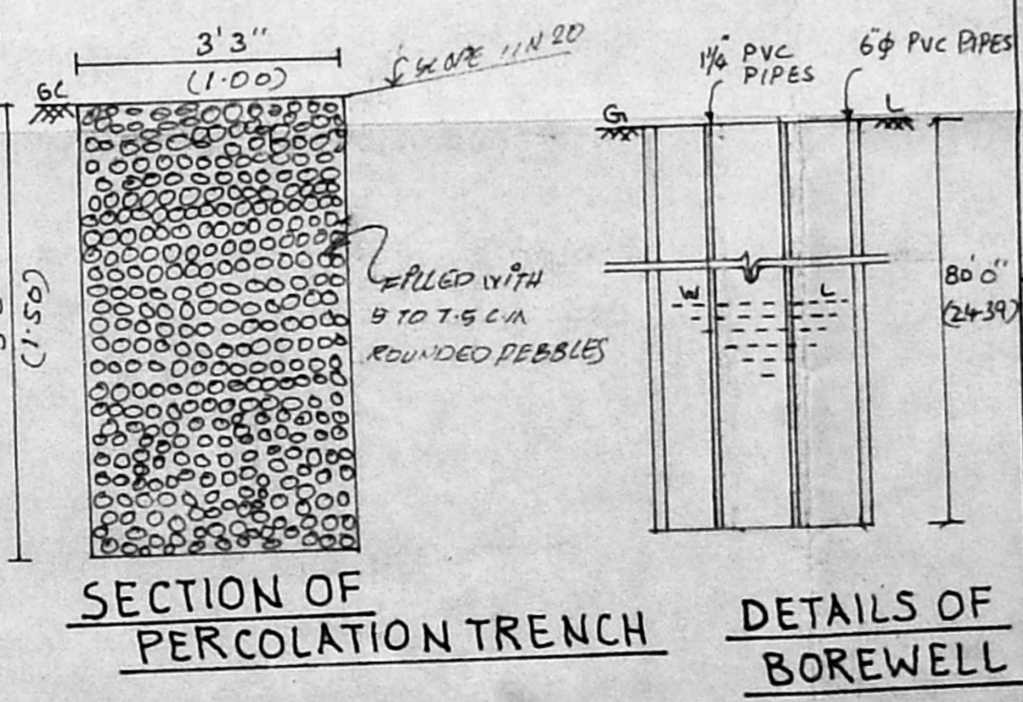 3'3"
(1.00)
GL
SLOPE 1 IN 20
(1.50)
FILLED WITH
5 TO 7.5 C.M
ROUNDED PEBBLES
SECTION OF
PERCOLATION TRENCH
1¼" PVC
PIPES
6"ϕ PVC PIPES
G L
W L
80'0"
(24.39)
DETAILS OF
BOREWELL